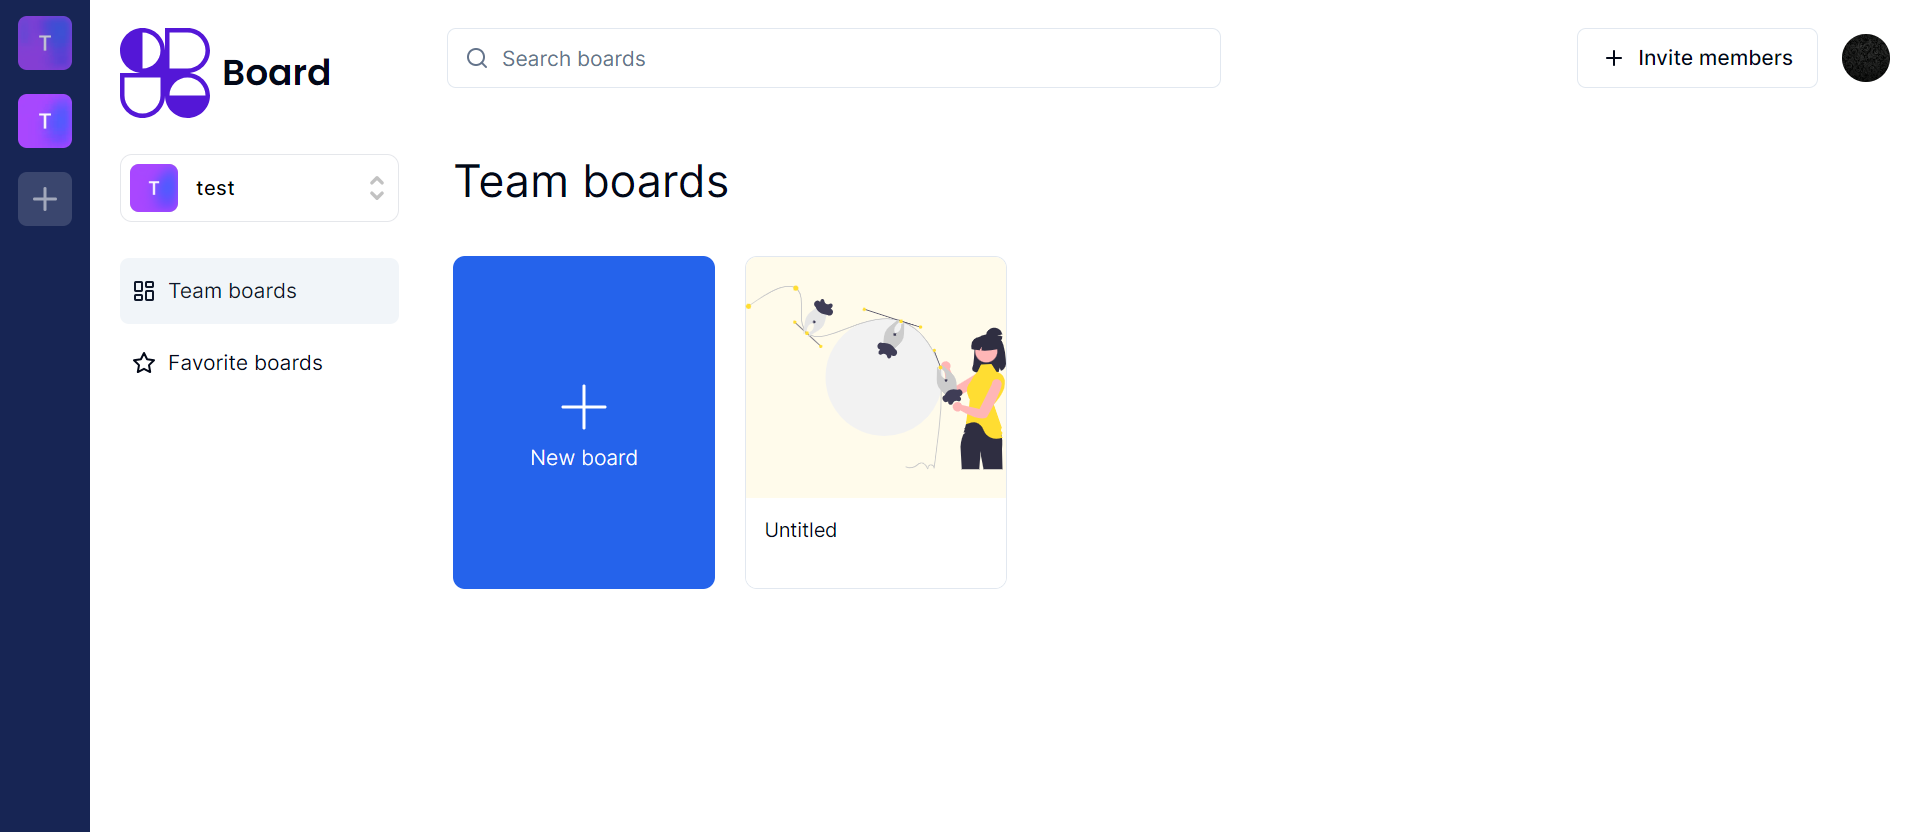 T
T
Board
Search boards
Invite members
T
test
Team boards
Favorite boards
Team boards
New board
Untitled